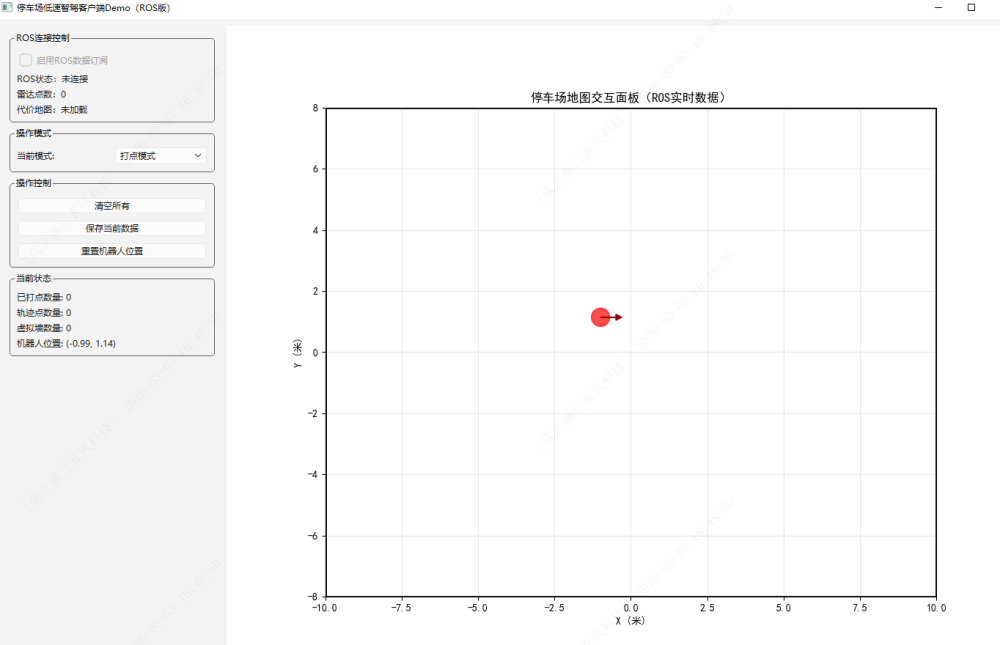 停车场低速智驾客户端Demo（ROS版）
ROS连接控制
启用ROS数据订阅
ROS状态：未连接
雷达点数：0
代价地图：未加载
操作模式
当前模式:
打点模式
操作控制
清空所有
保存当前数据
重置机器人位置
当前状态
已打点数量: 0
轨迹点数量: 0
虚拟墙数量: 0
机器人位置: (-0.99, 1.14)
停车场地图交互面板（ROS实时数据）
8
6
4
2
0
−2
−4
−6
−8
Y（米）
−10.0 −7.5 −5.0 −2.5 0.0 2.5 5.0 7.5 10.0
X（米）